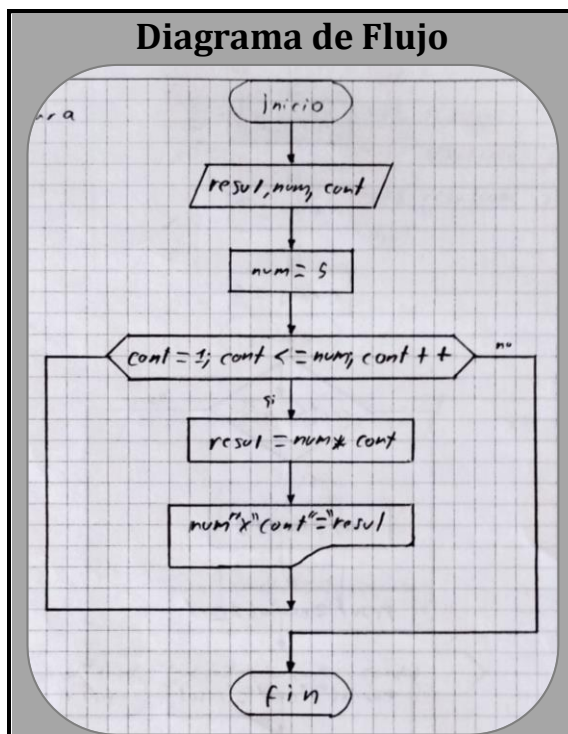 Diagrama de Flujo
inicio
resul, num, cont
num = 5
cont = 1; cont <= num; cont ++
no
si
resul = num * cont
num"x"cont"="resul
fin